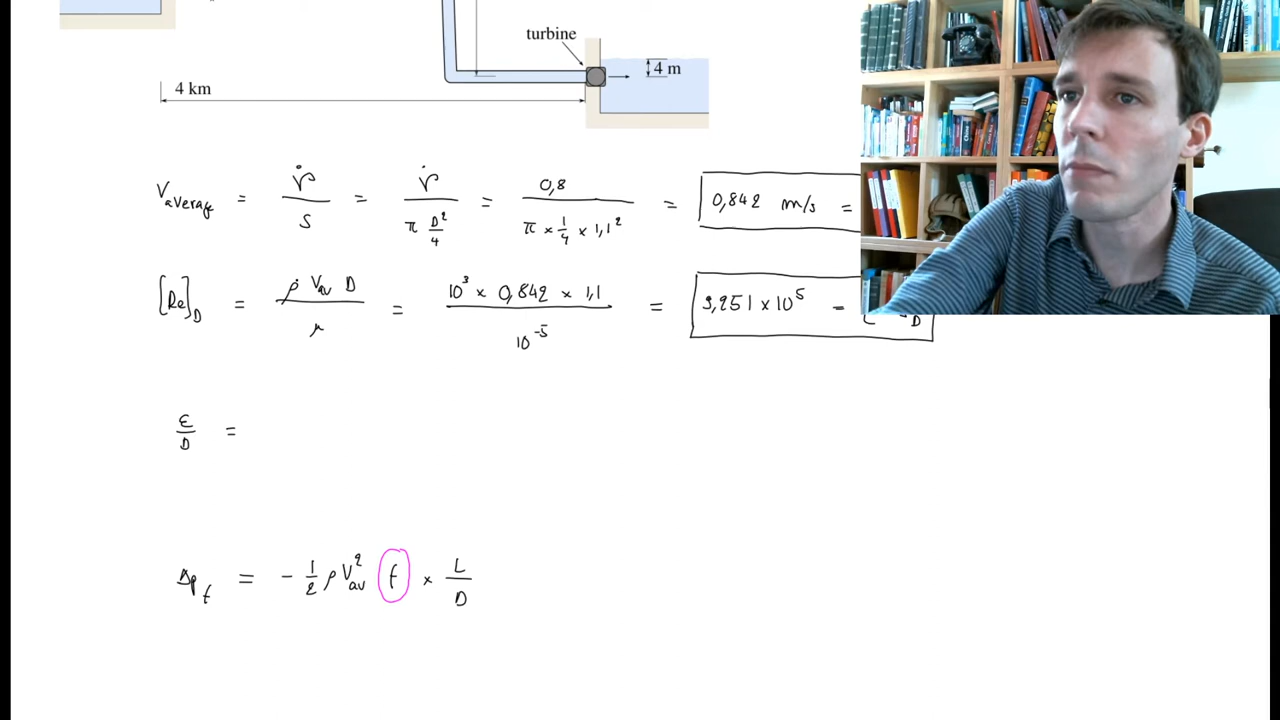 turbine
4 m
4 km
V_average = V̇ / S = V̇ / (π D²/4) = 0,8 / (π × 1/4 × 1,1²) = 0,842 m/s =
[Re]_D = ρ V_av D / μ = 10³ × 0,842 × 1,1 / 10⁻⁵ = 9,251 × 10⁵ =
ε/D =
Δp_f = - 1/2 ρ V_av² f × L/D